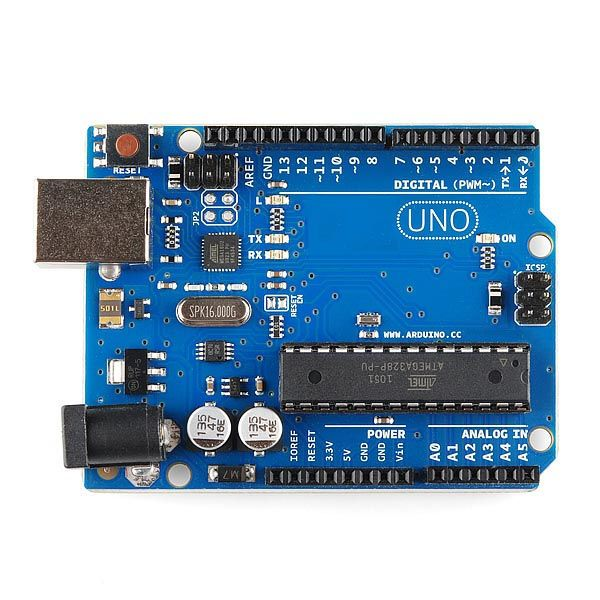 RESET
AREF
GND
13
12
~11
~10
~9
8
7
~6
~5
4
~3
2
TX→1
RX←0
DIGITAL (PWM~)
JP2
L
TX
RX
UNO
ON
ICSP
ATMEL
SPK16.000G
RESET
EN
501L
WWW.ARDUINO.CC
ATMEL
ATMEGA328P-PU
1051
135
47
16E
135
47
16E
M7
POWER
ANALOG IN
IOREF
RESET
3.3V
5V
GND
GND
Vin
A0
A1
A2
A3
A4
A5